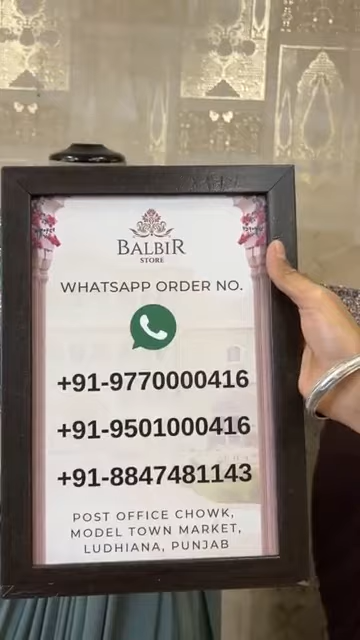 BALBIR
STORE
WHATSAPP ORDER NO.
+91-9770000416
+91-9501000416
+91-8847481143
POST OFFICE CHOWK,
MODEL TOWN MARKET,
LUDHIANA, PUNJAB